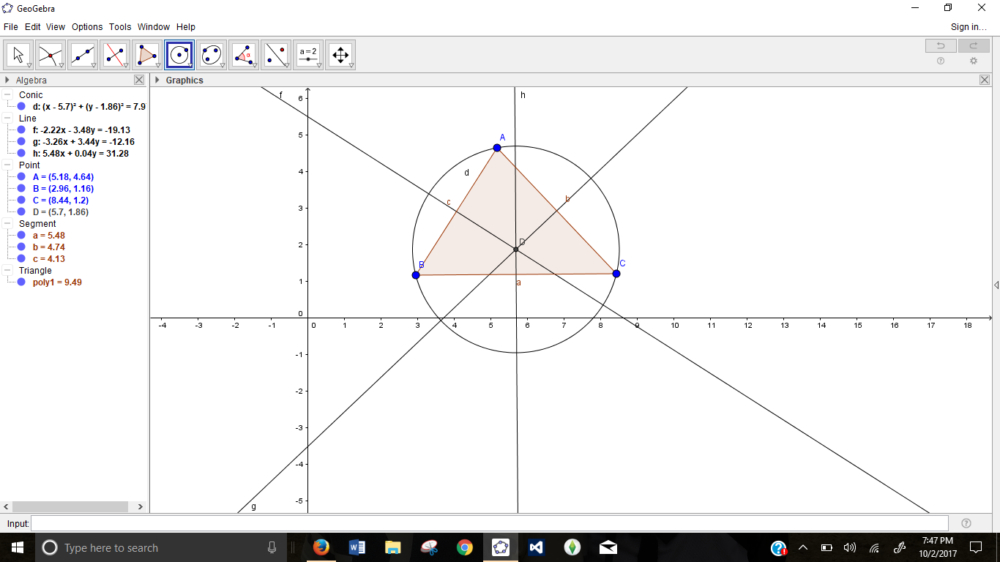 GeoGebra
File Edit View Options Tools Window Help Sign in...
a = 2
α
Algebra
Graphics
Conic
d: (x - 5.7)² + (y - 1.86)² = 7.9
Line
f: -2.22x - 3.48y = -19.13
g: -3.26x + 3.44y = -12.16
h: 5.48x + 0.04y = 31.28
Point
A = (5.18, 4.64)
B = (2.96, 1.16)
C = (8.44, 1.2)
D = (5.7, 1.86)
Segment
a = 5.48
b = 4.74
c = 4.13
Triangle
poly1 = 9.49
f
h
6
5
A
4
d
3
c
b
2
D
B
C
1
a
0
-4 -3 -2 -1 0 1 2 3 4 5 6 7 8 9 10 11 12 13 14 15 16 17 18
-1
-2
-3
-4
-5
g
Input:
Type here to search
7:47 PM
10/2/2017